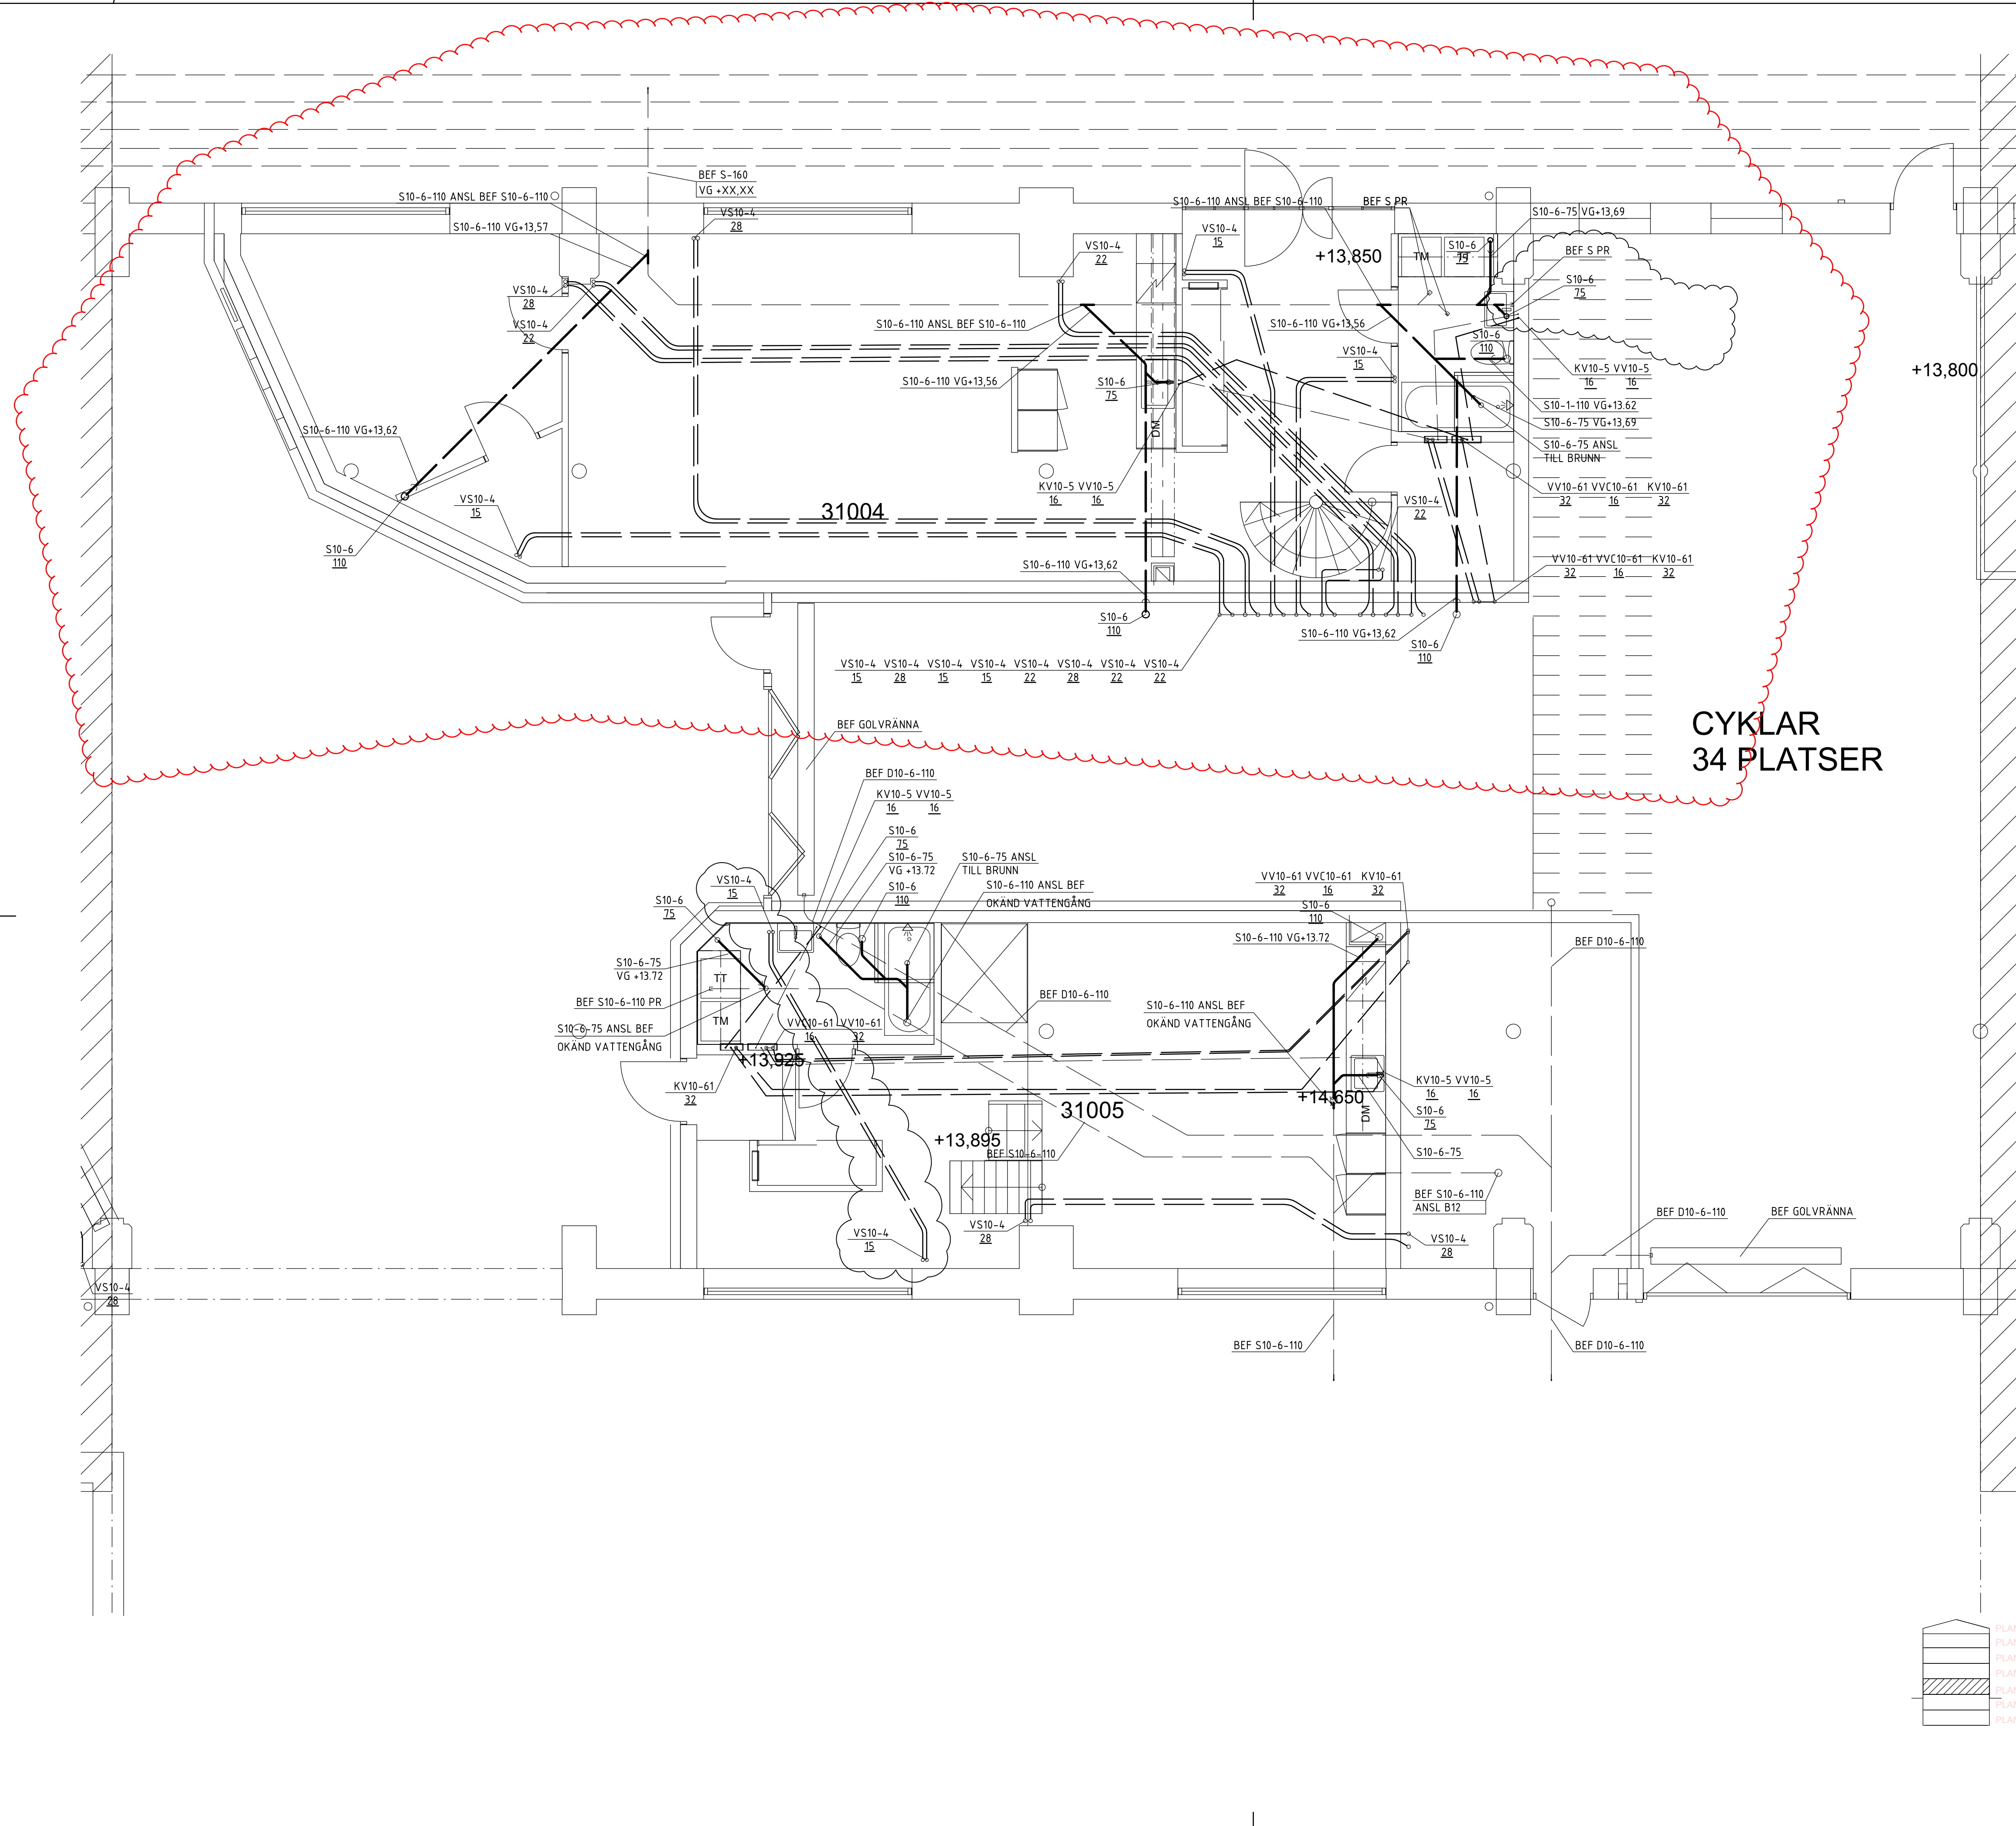 BEF S-160
VG +XX,XX
S10-6-110 ANSL BEF S10-6-110
S10-6-110 VG+13,57
VS10-4
28
S10-6-110 ANSL BEF S10-6-110
BEF S PR
VS10-4
15
VS10-4
22
+13,850
TM
S10-6
75
S10-6-75 VG+13,69
BEF S PR
S10-6
75
VS10-4
28
VS10-4
22
S10-6-110 ANSL BEF S10-6-110
S10-6-110 VG+13,56
S10-6-110 VG+13,56
S10-6
110
VS10-4
15
S10-6
75
KV10-5 VV10-5
16 16
+13,800
S10-1-110 VG+13.62
S10-6-75 VG+13,69
S10-6-75 ANSL
TILL BRUNN
S10-6-110 VG+13,62
DM
KV10-5 VV10-5
16 16
VV10-61 VVC10-61 KV10-61
32 16 32
VS10-4
15
31004
VS10-4
22
S10-6
110
S10-6-110 VG+13,62
VV10-61 VVC10-61 KV10-61
32 16 32
S10-6
110
S10-6-110 VG+13,62
S10-6
110
VS10-4 VS10-4 VS10-4 VS10-4 VS10-4 VS10-4 VS10-4 VS10-4
15 28 15 15 22 28 22 22
BEF GOLVRÄNNA
CYKLAR
34 PLATSER
BEF D10-6-110
KV10-5 VV10-5
16 16
S10-6
75
S10-6-75
VG +13.72
S10-6
110
S10-6-75 ANSL
TILL BRUNN
S10-6-110 ANSL BEF
OKÄND VATTENGÅNG
VS10-4
15
S10-6
75
VV10-61 VVC10-61 KV10-61
32 16 32
S10-6
110
S10-6-110 VG+13.72
BEF D10-6-110
S10-6-75
VG +13.72
TT
BEF S10-6-110 PR
TM
BEF D10-6-110
S10-6-110 ANSL BEF
OKÄND VATTENGÅNG
S10-6-75 ANSL BEF
OKÄND VATTENGÅNG
VVC10-61 VV10-61
16 32
+13,925
KV10-61
32
KV10-5 VV10-5
16 16
+14,650
DM
S10-6
75
31005
+13,895
BEF S10-6-110
S10-6-75
BEF S10-6-110
ANSL B12
VS10-4
28
VS10-4
15
VS10-4
28
BEF D10-6-110
BEF GOLVRÄNNA
VS10-4
28
BEF S10-6-110
BEF D10-6-110